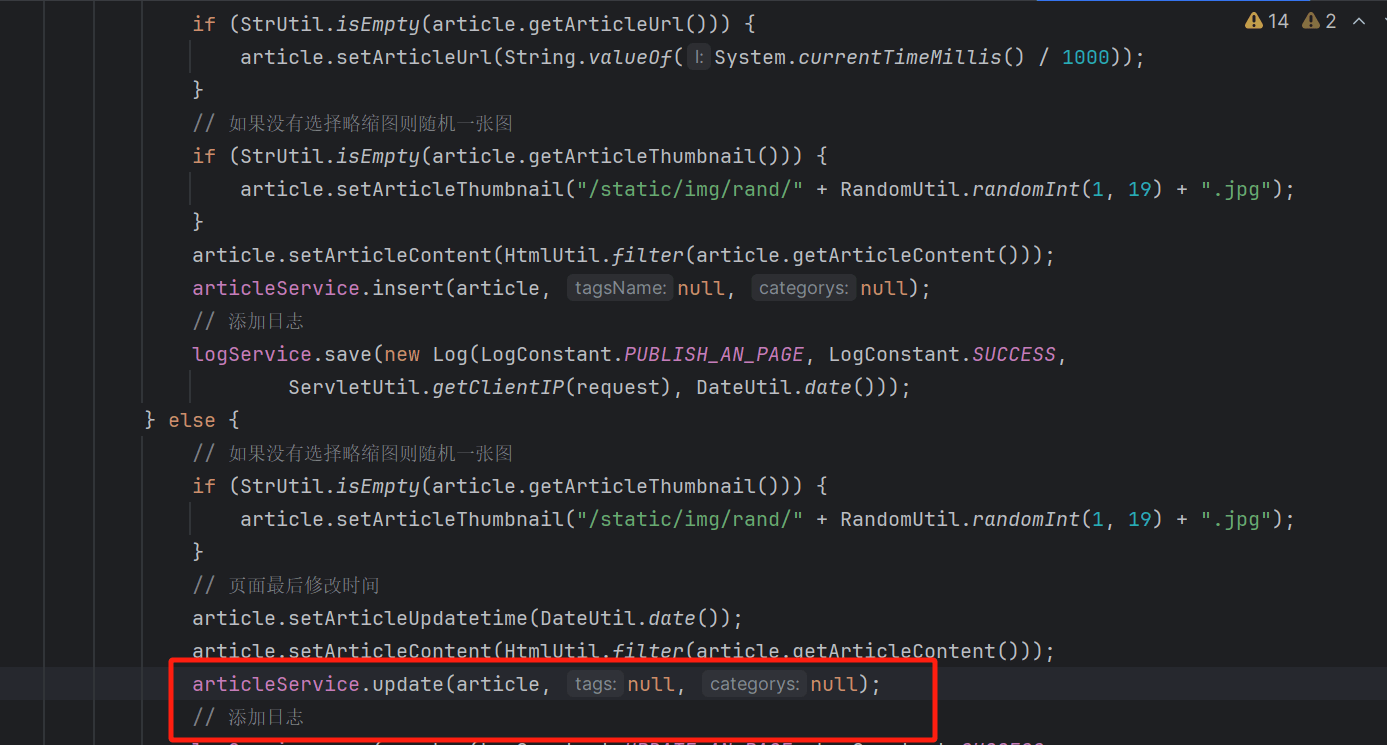 if (StrUtil.isEmpty(article.getArticleUrl())) {
article.setArticleUrl(String.valueOf( l: System.currentTimeMillis() / 1000));
}
// 如果没有选择略缩图则随机一张图
if (StrUtil.isEmpty(article.getArticleThumbnail())) {
article.setArticleThumbnail("/static/img/rand/" + RandomUtil.randomInt(1, 19) + ".jpg");
}
article.setArticleContent(HtmlUtil.filter(article.getArticleContent()));
articleService.insert(article, tagsName: null, categorys: null);
// 添加日志
logService.save(new Log(LogConstant.PUBLISH_AN_PAGE, LogConstant.SUCCESS,
ServletUtil.getClientIP(request), DateUtil.date()));
} else {
// 如果没有选择略缩图则随机一张图
if (StrUtil.isEmpty(article.getArticleThumbnail())) {
article.setArticleThumbnail("/static/img/rand/" + RandomUtil.randomInt(1, 19) + ".jpg");
}
// 页面最后修改时间
article.setArticleUpdatetime(DateUtil.date());
article.setArticleContent(HtmlUtil.filter(article.getArticleContent()));
articleService.update(article, tags: null, categorys: null);
// 添加日志
14 2